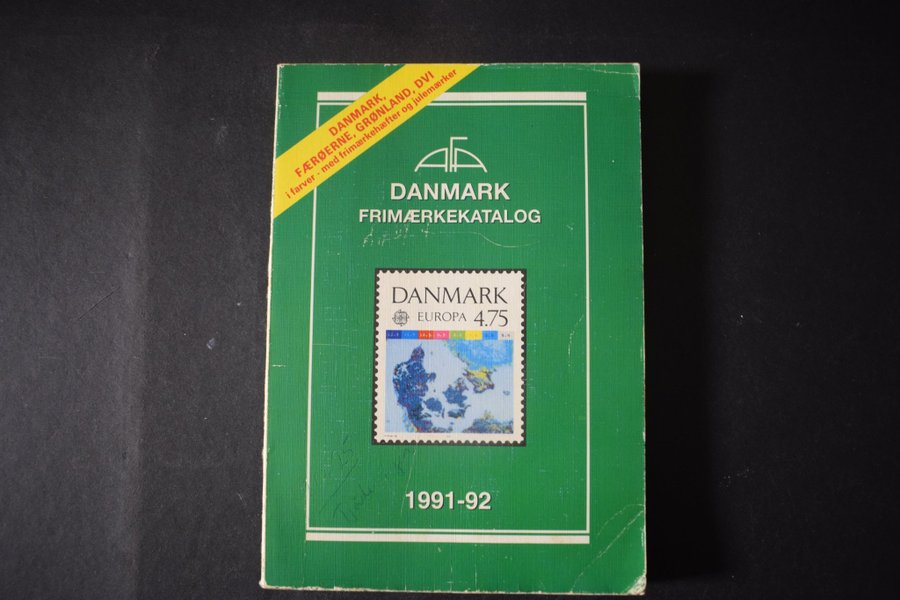 DANMARK,
FÆRØERNE, GRØNLAND, DVI
i farver - med frimærkehæfter og julemærker
AFA
DANMARK
FRIMÆRKEKATALOG
DANMARK
EUROPA 4.75
1991-92